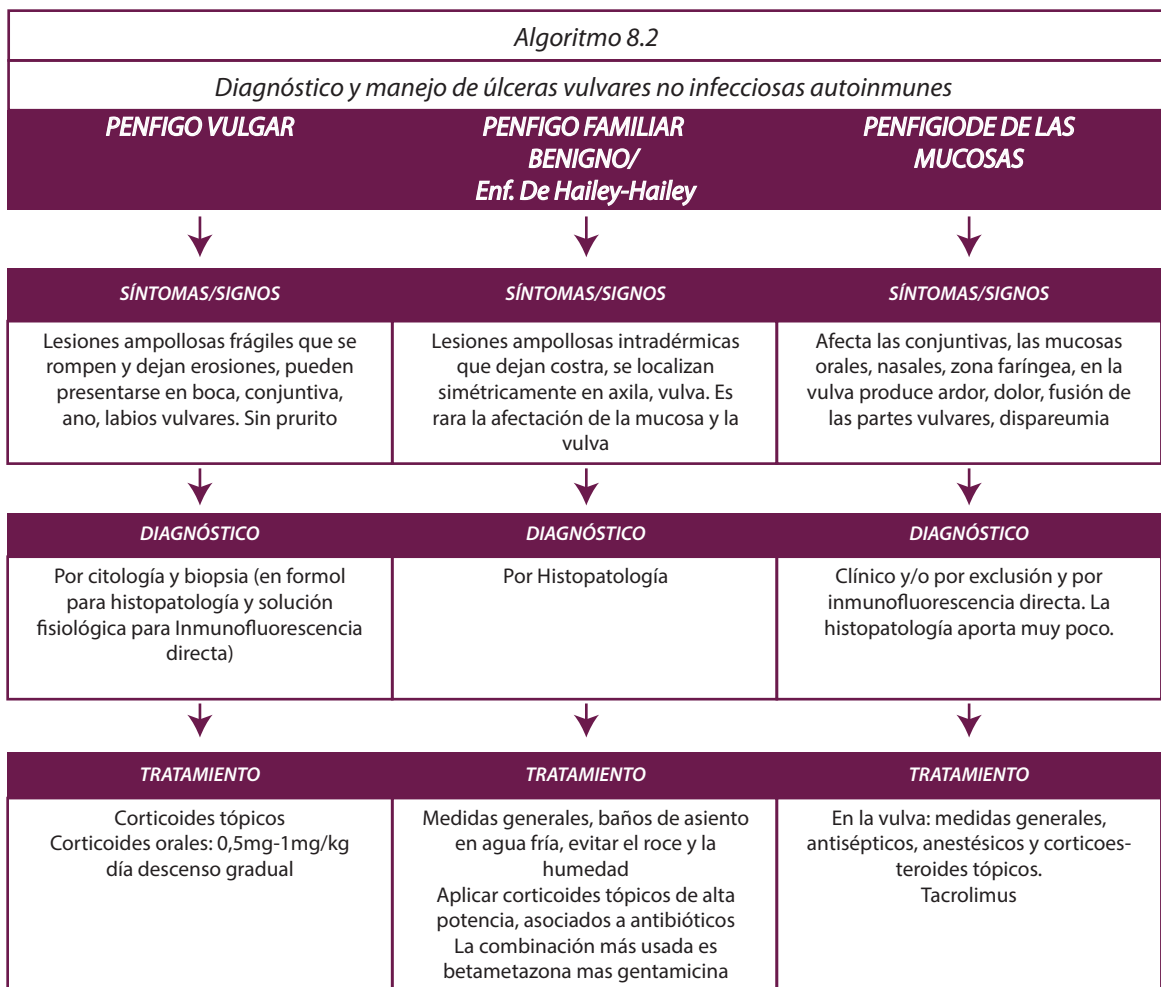 Algoritmo 8.2
Diagnóstico y manejo de úlceras vulvares no infecciosas autoinmunes
PENFIGO VULGAR
PENFIGO FAMILIAR
BENIGNO/
Enf. De Hailey-Hailey
PENFIGIODE DE LAS
MUCOSAS
SÍNTOMAS/SIGNOS
SÍNTOMAS/SIGNOS
SÍNTOMAS/SIGNOS
Lesiones ampollosas frágiles que se
rompen y dejan erosiones, pueden
presentarse en boca, conjuntiva,
ano, labios vulvares. Sin prurito
Lesiones ampollosas intradérmicas
que dejan costra, se localizan
simétricamente en axila, vulva. Es
rara la afectación de la mucosa y la
vulva
Afecta las conjuntivas, las mucosas
orales, nasales, zona faríngea, en la
vulva produce ardor, dolor, fusión de
las partes vulvares, dispareumia
DIAGNÓSTICO
DIAGNÓSTICO
DIAGNÓSTICO
Por citología y biopsia (en formol
para histopatología y solución
fisiológica para Inmunofluorescencia
directa)
Por Histopatología
Clínico y/o por exclusión y por
inmunofluorescencia directa. La
histopatología aporta muy poco.
TRATAMIENTO
TRATAMIENTO
TRATAMIENTO
Corticoides tópicos
Corticoides orales: 0,5mg-1mg/kg
día descenso gradual
Medidas generales, baños de asiento
en agua fría, evitar el roce y la
humedad
Aplicar corticoides tópicos de alta
potencia, asociados a antibióticos
La combinación más usada es
betametazona mas gentamicina
En la vulva: medidas generales,
antisépticos, anestésicos y corticoes-
teroides tópicos.
Tacrolimus